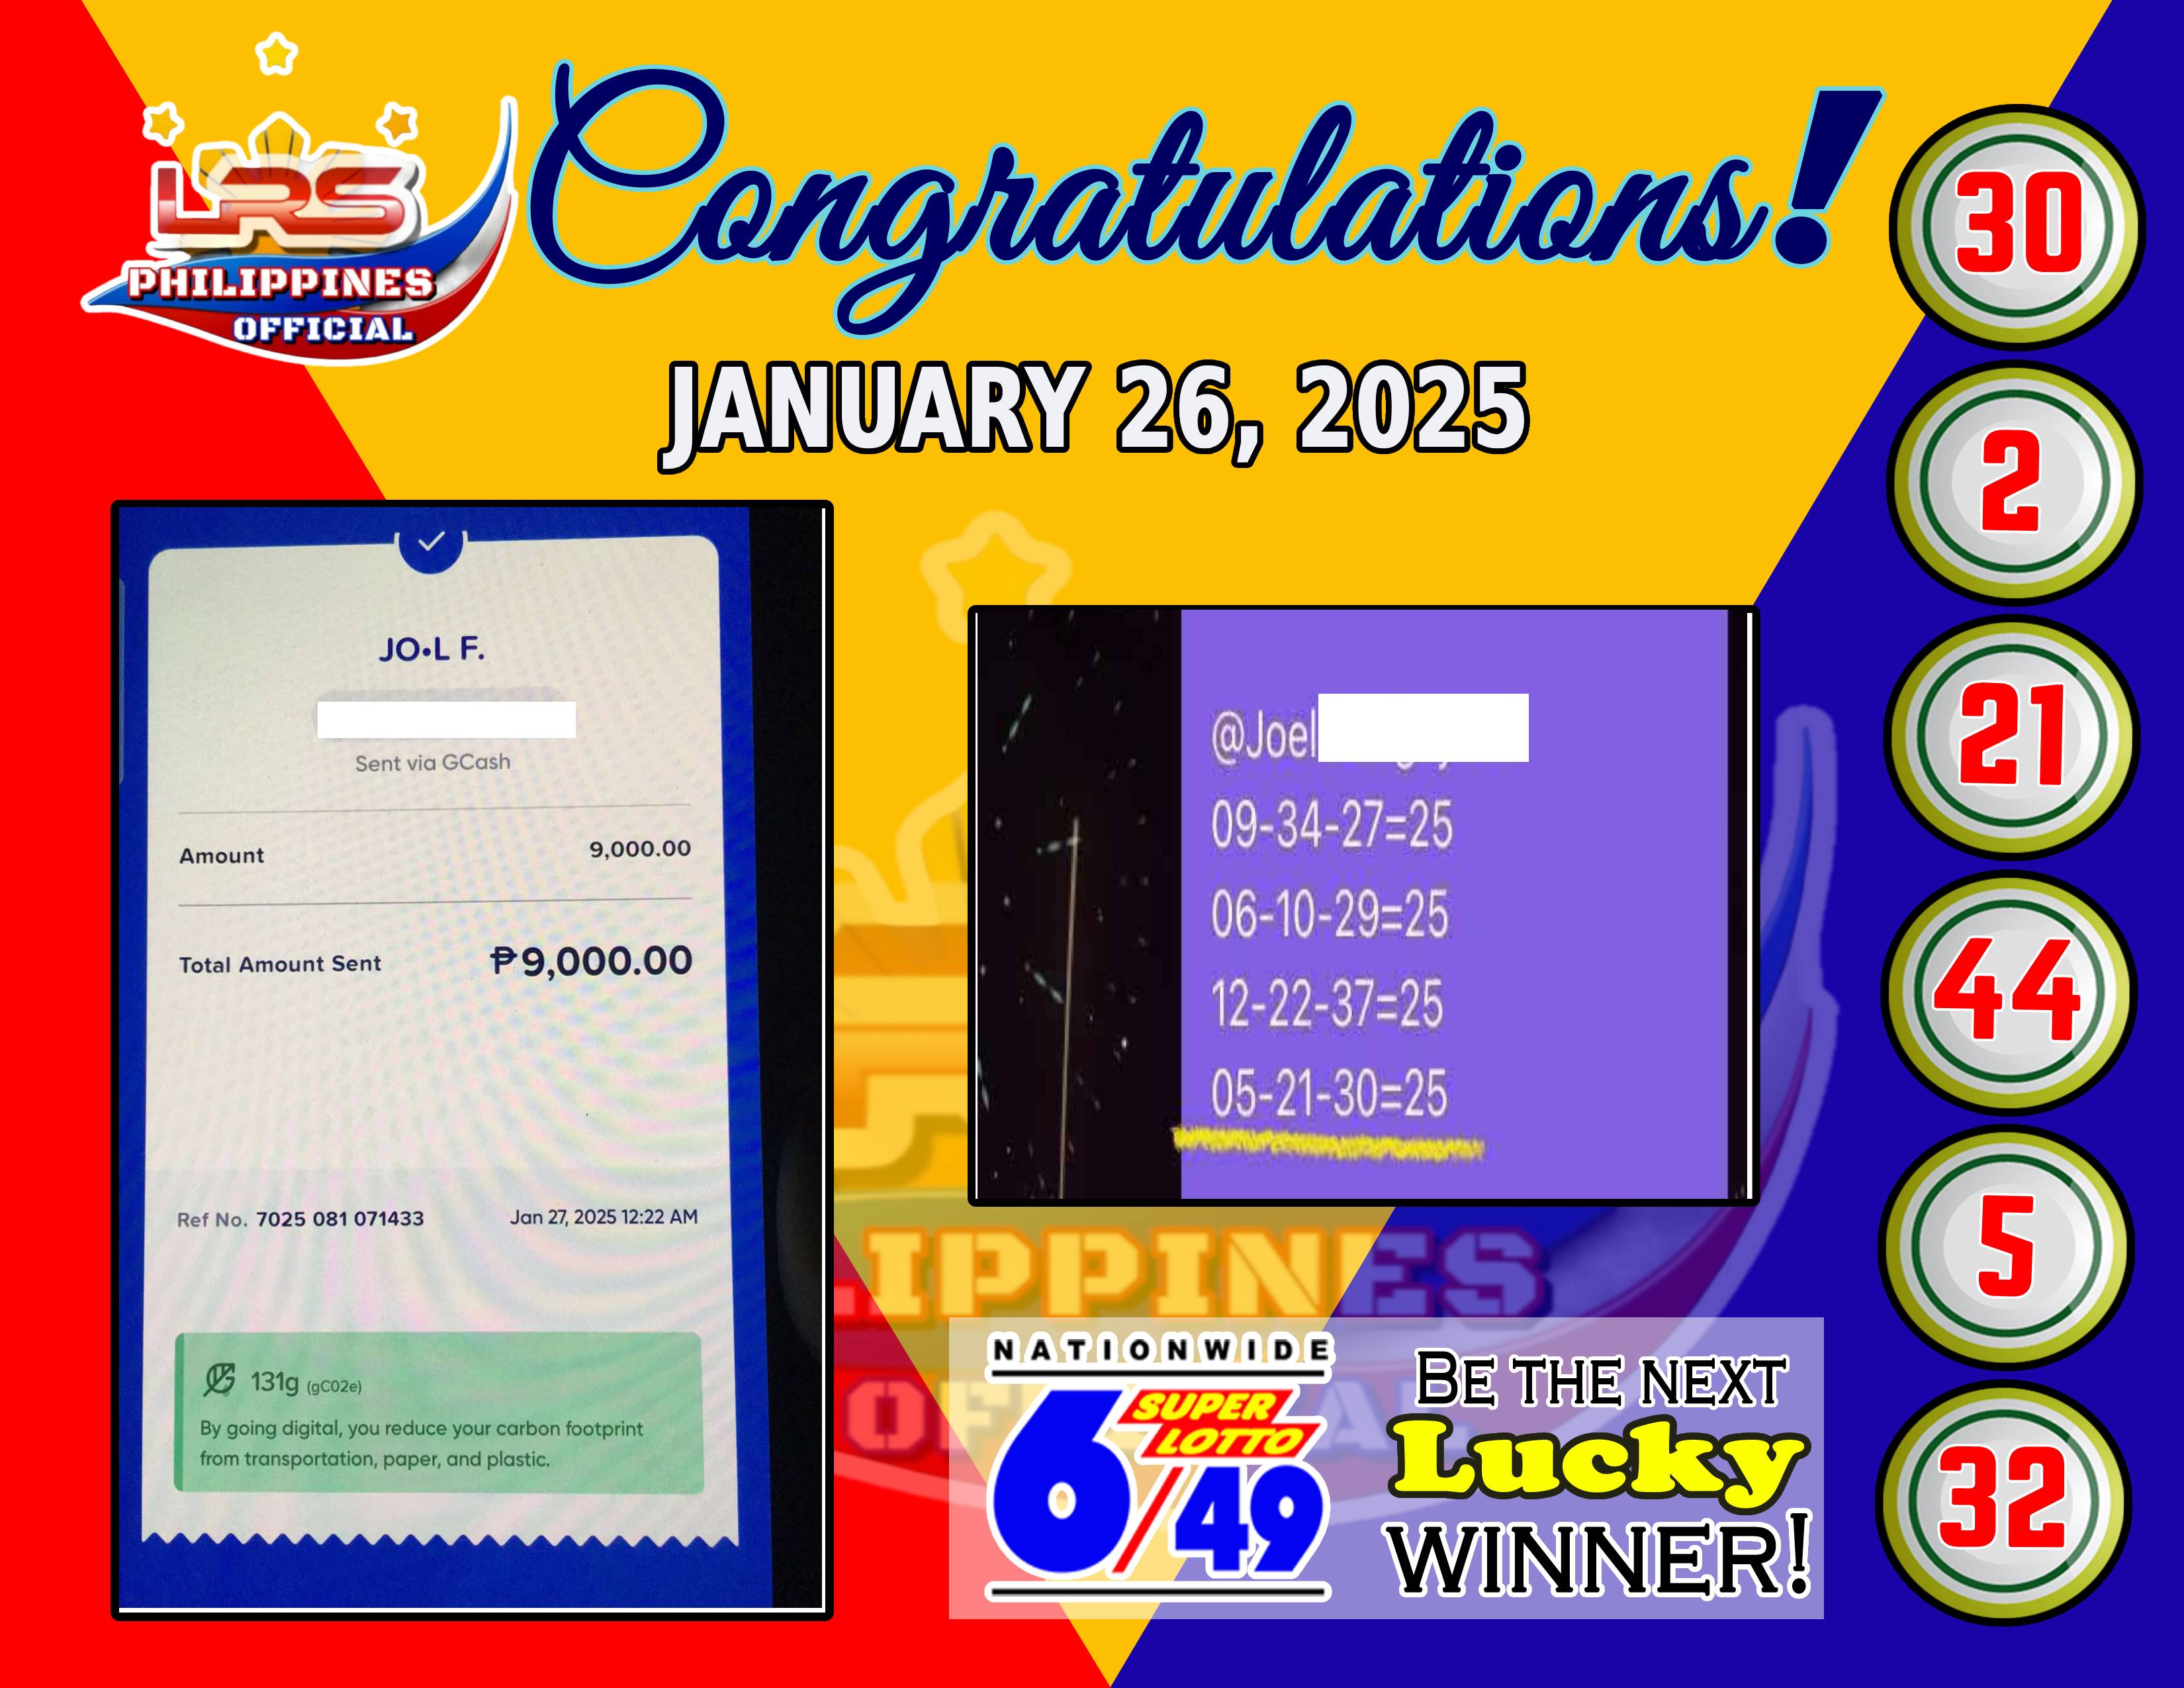 LRS
PHILIPPINES
OFFICIAL
Congratulations!
JANUARY 26, 2025
JO•L F.
Sent via GCash
Amount 9,000.00
Total Amount Sent ₱9,000.00
Ref No. 7025 081 071433 Jan 27, 2025 12:22 AM
131g (gC02e)
By going digital, you reduce your carbon footprint
from transportation, paper, and plastic.
@Joel
09-34-27=25
06-10-29=25
12-22-37=25
05-21-30=25
NATIONWIDE
SUPER
LOTTO
6/49
BE THE NEXT
Lucky
WINNER!
30
2
21
44
5
32